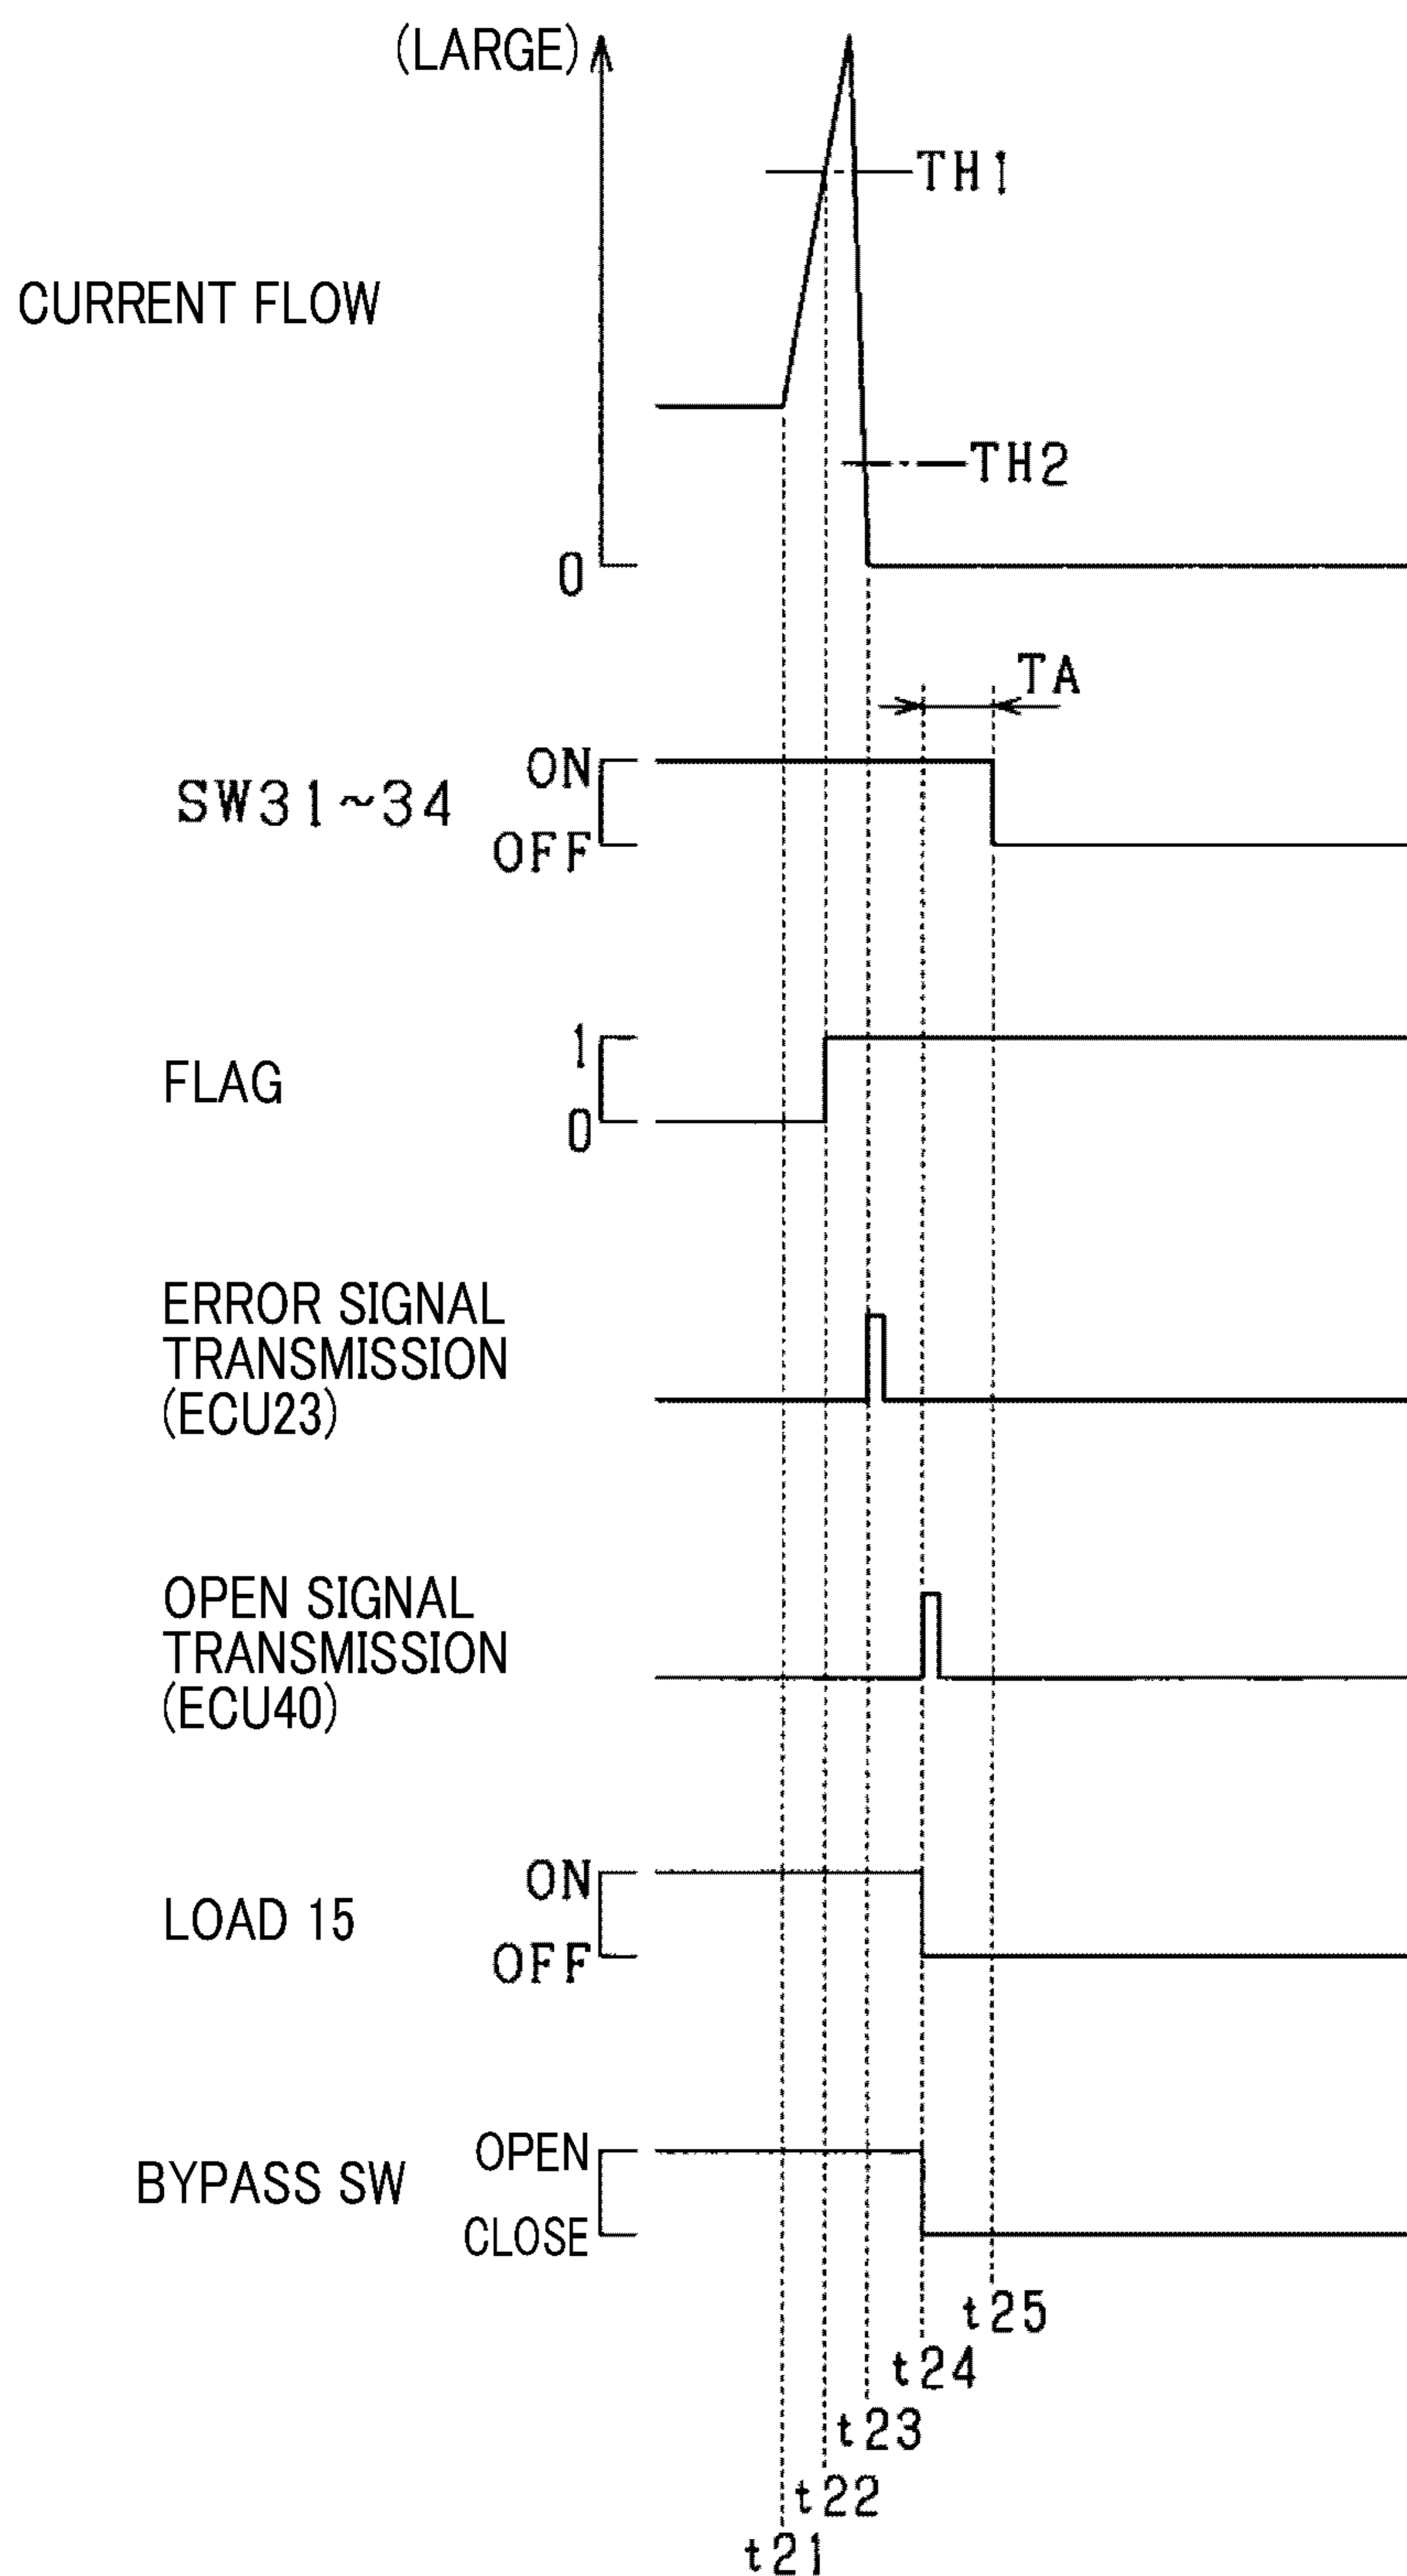 (LARGE)
TH1
CURRENT FLOW
TH2
0
TA
ON
SW31~34
OFF
1
FLAG
0
ERROR SIGNAL
TRANSMISSION
(ECU23)
OPEN SIGNAL
TRANSMISSION
(ECU40)
ON
LOAD 15
OFF
OPEN
BYPASS SW
CLOSE
t25
t24
t23
t22
t21